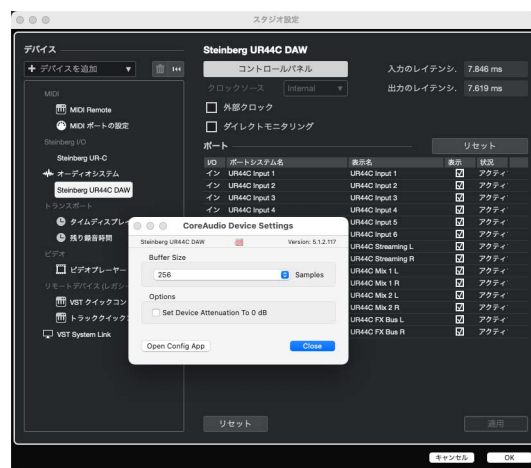 スタジオ設定
デバイス
+ デバイスを追加
MIDI
MIDI Remote
MIDI ポートの設定
Steinberg I/O
Steinberg UR-C
オーディオシステム
Steinberg UR44C DAW
トランスポート
タイムディスプレ
残り録音時間
ビデオ
ビデオプレーヤー
リモートデバイス (レガシ
VST クイックコン
トラッククイック
VST System Link
Steinberg UR44C DAW
コントロールパネル
入力のレイテンシ. 7.846 ms
クロックソース Internal
出力のレイテンシ. 7.619 ms
外部クロック
ダイレクトモニタリング
ポート
リセット
I/O ポートシステム名 表示名 表示 状況
イン UR44C Input 1 UR44C Input 1 アクティ
イン UR44C Input 2 UR44C Input 2 アクティ
イン UR44C Input 3 UR44C Input 3 アクティ
イン UR44C Input 4 UR44C Input 4 アクティ
UR44C Input 5 アクティ
UR44C Input 6 アクティ
UR44C Streaming L アクティ
UR44C Streaming R アクティ
UR44C Mix 1 L アクティ
UR44C Mix 1 R アクティ
UR44C Mix 2 L アクティ
UR44C Mix 2 R アクティ
UR44C FX Bus L アクティ
UR44C FX Bus R アクティ
CoreAudio Device Settings
Steinberg UR44C DAW Version: 5.1.2.117
Buffer Size
256 Samples
Options
Set Device Attenuation To 0 dB
Open Config App
Close
リセット
適用
キャンセル
OK